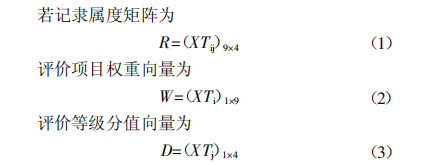 若记隶属度矩阵为
R=(XTij)9×4 (1)
评价项目权重向量为
W=(XTi)1×9 (2)
评价等级分值向量为
D=(XTj)1×4 (3)